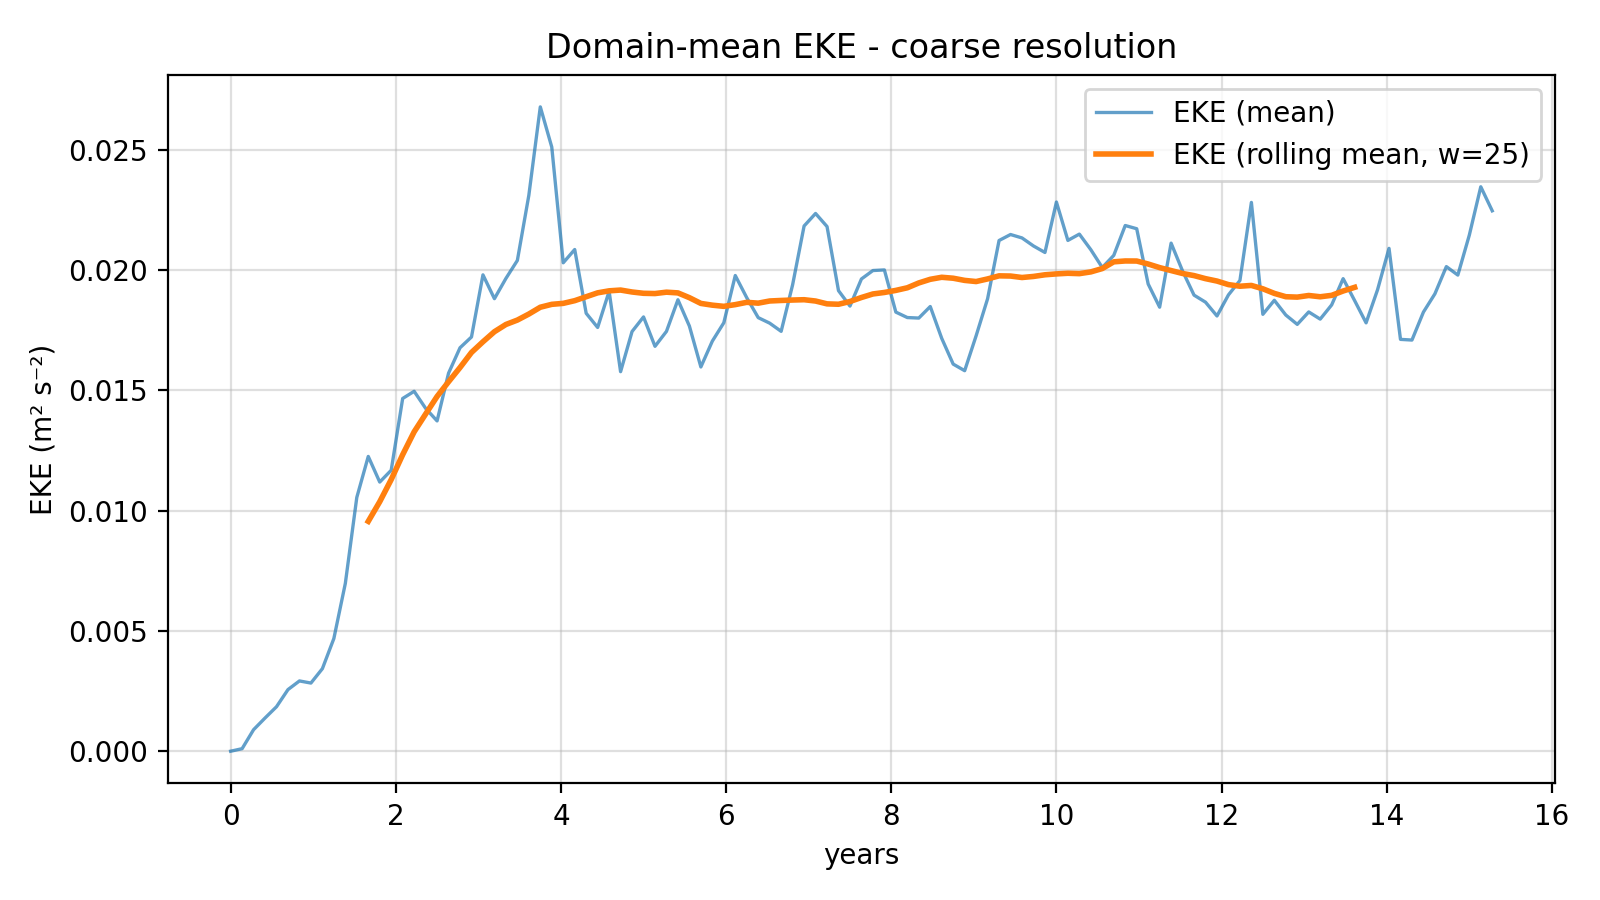 Domain-mean EKE - coarse resolution
EKE (mean)
EKE (rolling mean, w=25)
EKE (m² s⁻²)
0.025
0.020
0.015
0.010
0.005
0.000
0 2 4 6 8 10 12 14 16
years